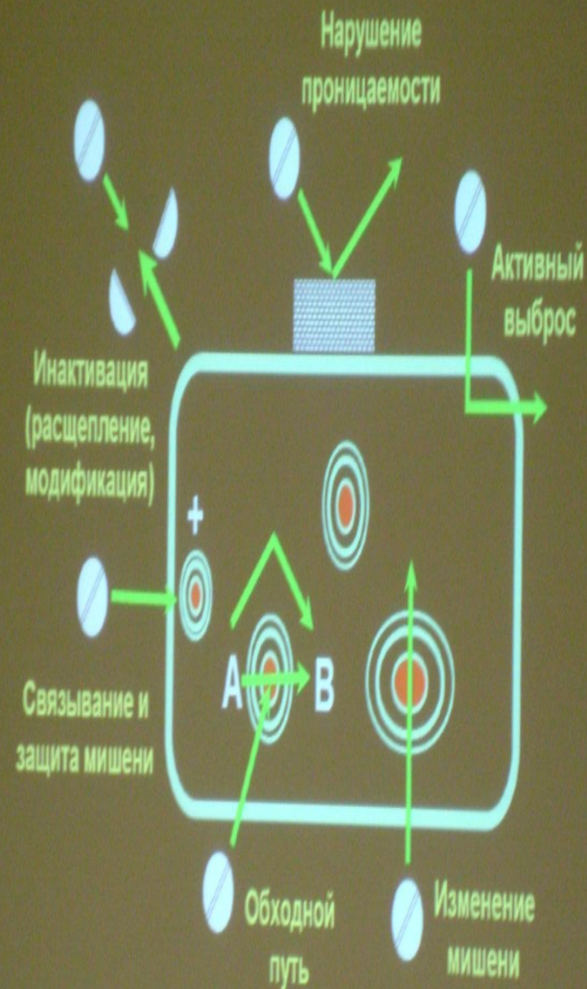 Нарушение
проницаемости
Активный
выброс
Инактивация
(расщепление,
модификация)
+
Связывание и
защита мишени
A
B
Обходной
путь
Изменение
мишени